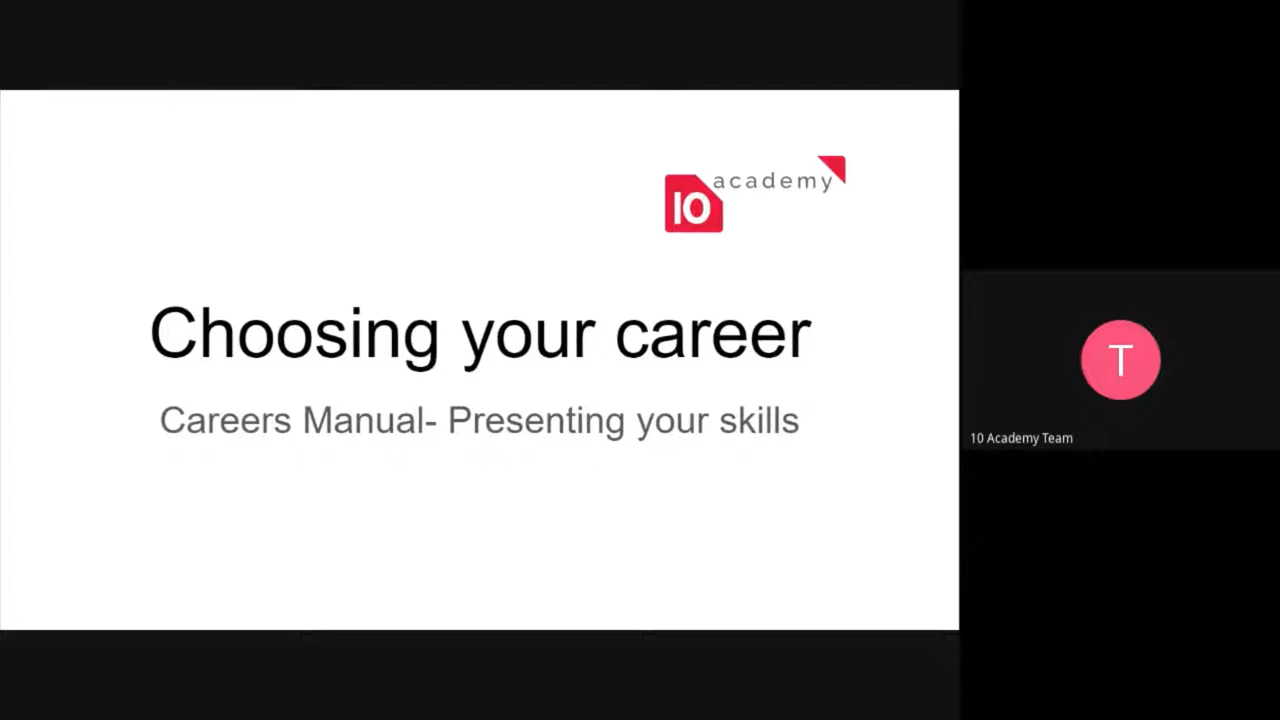 academy
10
Choosing your career
Careers Manual- Presenting your skills
T
10 Academy Team